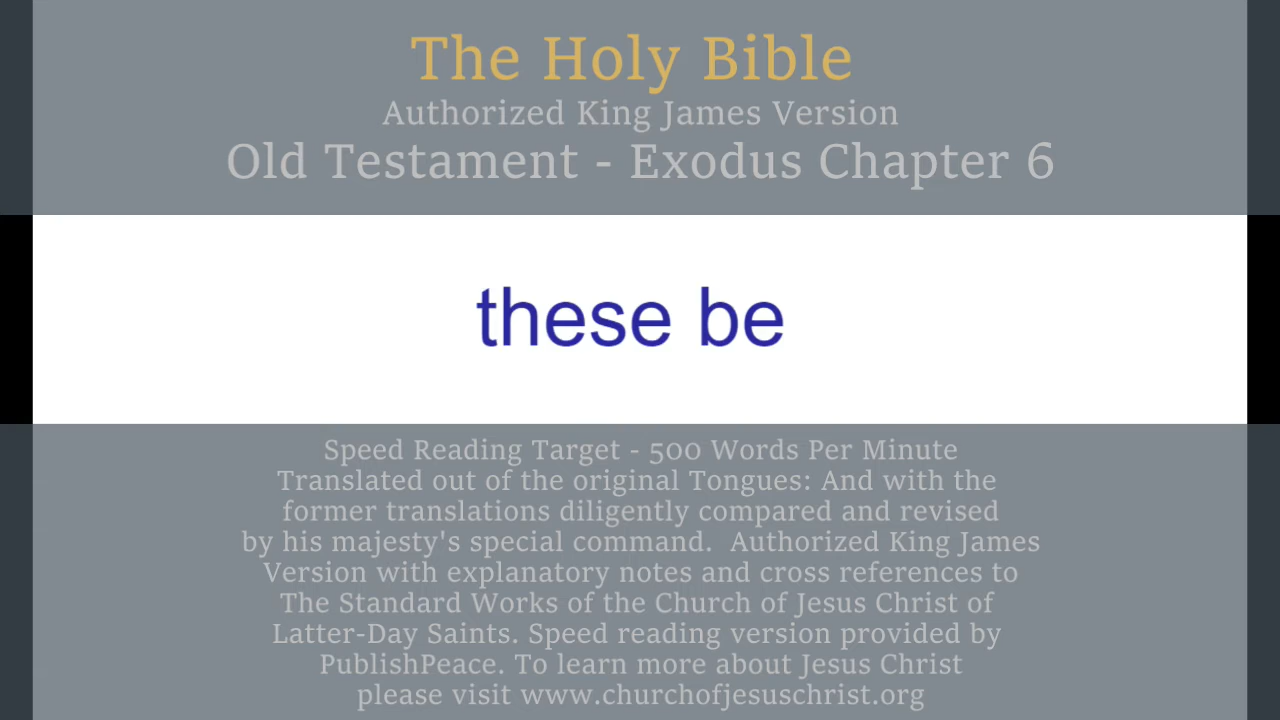 The Holy Bible
Authorized King James Version
Old Testament - Exodus Chapter 6
these be
Speed Reading Target - 500 Words Per Minute
Translated out of the original Tongues: And with the
former translations diligently compared and revised
by his majesty's special command.  Authorized King James
Version with explanatory notes and cross references to
The Standard Works of the Church of Jesus Christ of
Latter-Day Saints. Speed reading version provided by
PublishPeace. To learn more about Jesus Christ
please visit www.churchofjesuschrist.org